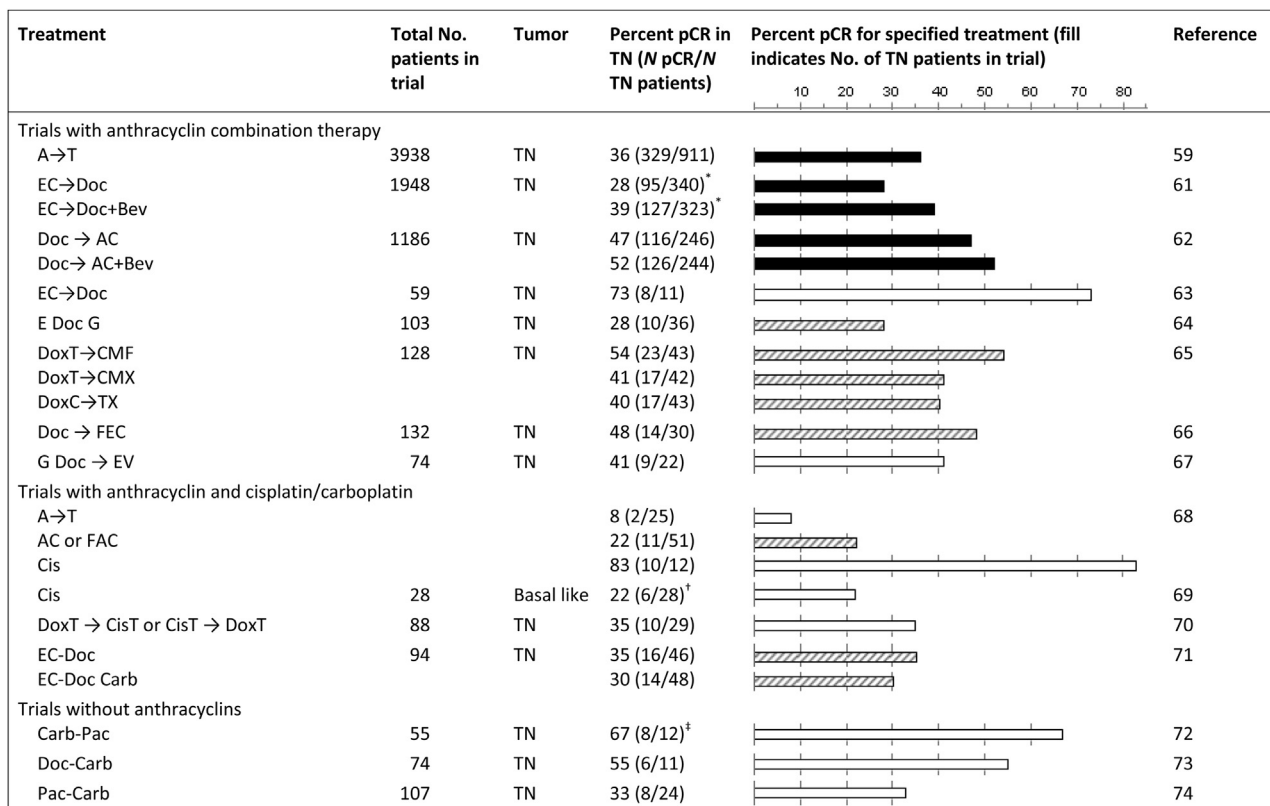 Treatment Total No. patients in trial Tumor Percent pCR in TN (N pCR/N TN patients) Percent pCR for specified treatment (fill indicates No. of TN patients in trial) Reference
10 20 30 40 50 60 70 80
Trials with anthracyclin combination therapy
A→T 3938 TN 36 (329/911) 59
EC→Doc 1948 TN 28 (95/340)* 61
EC→Doc+Bev 39 (127/323)*
Doc → AC 1186 TN 47 (116/246) 62
Doc→ AC+Bev 52 (126/244)
EC→Doc 59 TN 73 (8/11) 63
E Doc G 103 TN 28 (10/36) 64
DoxT→CMF 128 TN 54 (23/43) 65
DoxT→CMX 41 (17/42)
DoxC→TX 40 (17/43)
Doc → FEC 132 TN 48 (14/30) 66
G Doc → EV 74 TN 41 (9/22) 67
Trials with anthracyclin and cisplatin/carboplatin
A→T 8 (2/25) 68
AC or FAC 22 (11/51)
Cis 83 (10/12)
Cis 28 Basal like 22 (6/28)† 69
DoxT → CisT or CisT → DoxT 88 TN 35 (10/29) 70
EC-Doc 94 TN 35 (16/46) 71
EC-Doc Carb 30 (14/48)
Trials without anthracyclins
Carb-Pac 55 TN 67 (8/12)‡ 72
Doc-Carb 74 TN 55 (6/11) 73
Pac-Carb 107 TN 33 (8/24) 74